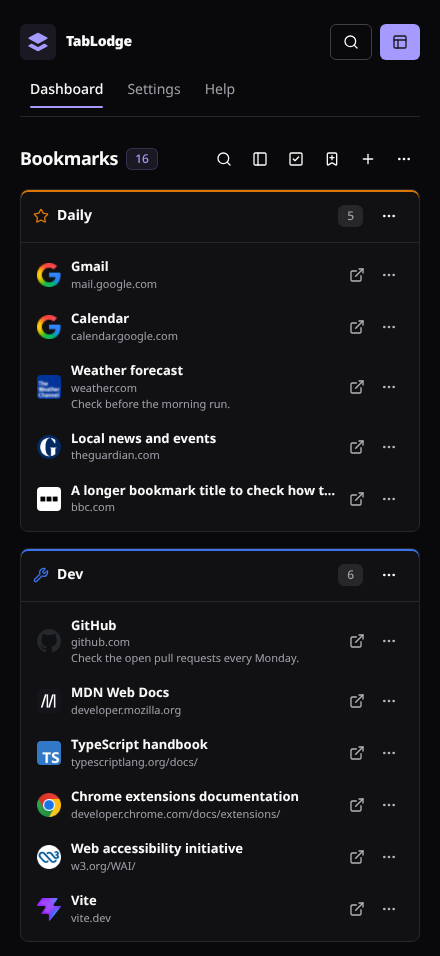 TabLodge
Dashboard Settings Help
Bookmarks 16
Daily 5
Gmail
mail.google.com
Calendar
calendar.google.com
The Weather Channel
Weather forecast
weather.com
Check before the morning run.
Local news and events
theguardian.com
A longer bookmark title to check how t...
bbc.com
Dev 6
GitHub
github.com
Check the open pull requests every Monday.
MDN Web Docs
developer.mozilla.org
TS
TypeScript handbook
typescriptlang.org/docs/
Chrome extensions documentation
developer.chrome.com/docs/extensions/
Web accessibility initiative
w3.org/WAI/
Vite
vite.dev